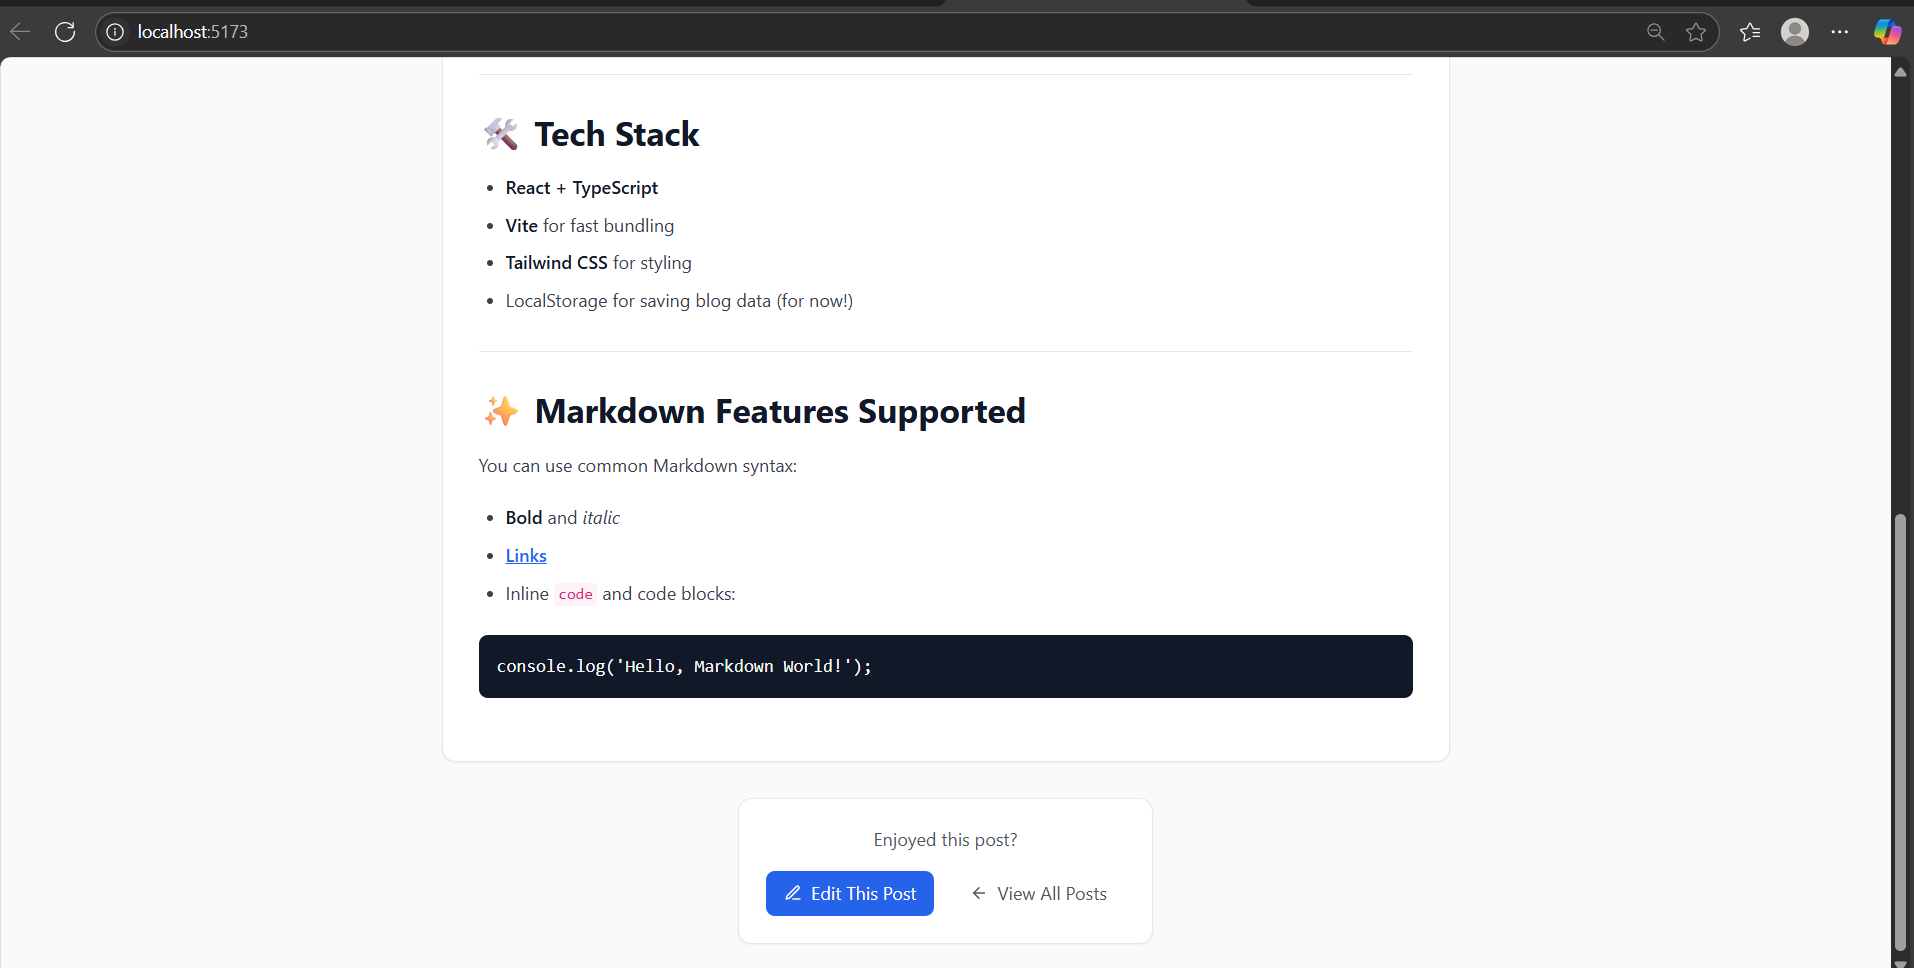 localhost:5173
🛠️ Tech Stack
• React + TypeScript
• Vite for fast bundling
• Tailwind CSS for styling
• LocalStorage for saving blog data (for now!)
✨ Markdown Features Supported
You can use common Markdown syntax:
• Bold and italic
• Links
• Inline code and code blocks:
console.log('Hello, Markdown World!');
Enjoyed this post?
Edit This Post
← View All Posts